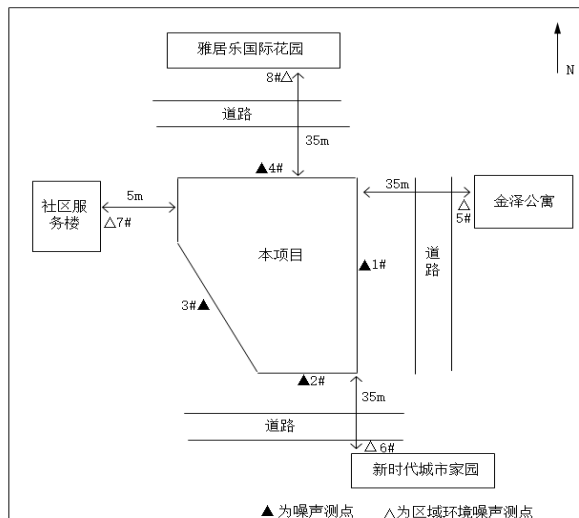 雅居乐国际花园
8#△
N
道路
35m
▲4#
5m
35m
社区服
务楼
△7#
△
5#
金泽公寓
本项目
▲1#
道
路
3#▲
▲2#
35m
道路
△6#
新时代城市家园
▲为噪声测点 △为区域环境噪声测点